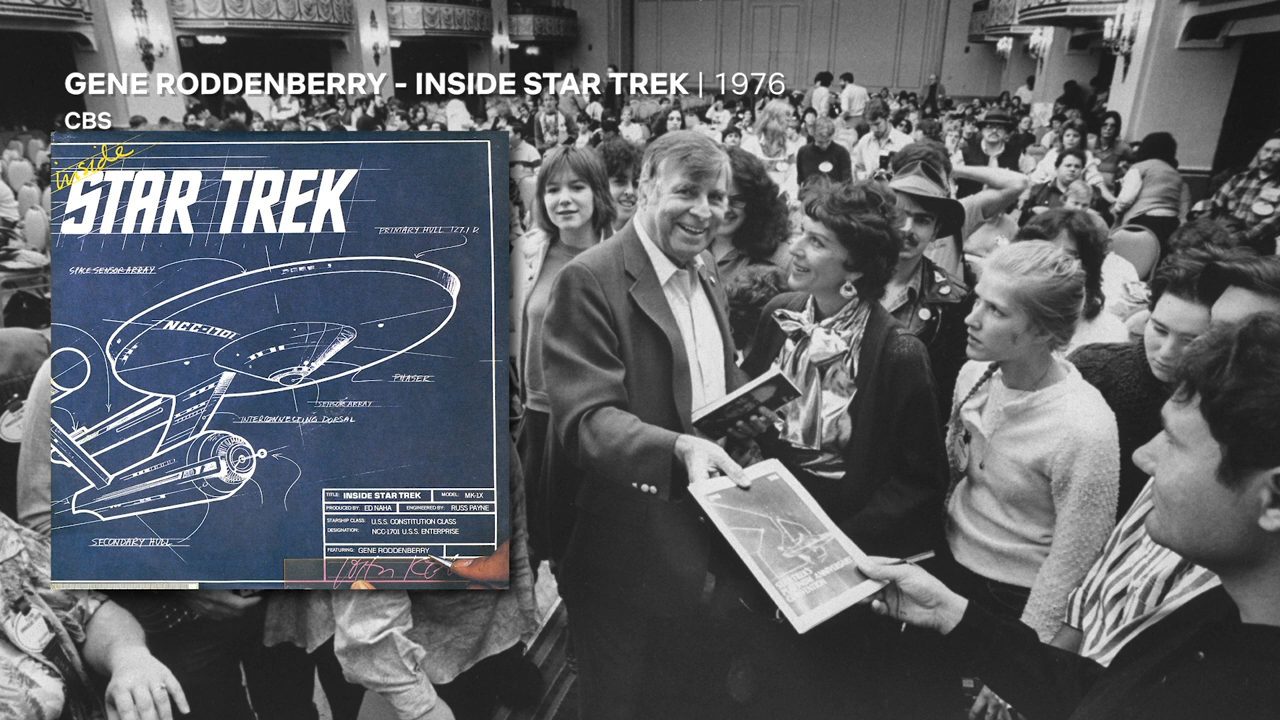 GENE RODDENBERRY - INSIDE STAR TREK | 1976
CBS
inside
STAR TREK
PRIMARY HULL 127.1 D.
SPACE SENSOR ARRAY
NCC-1701
PHASER
SENSOR ARRAY
INTERCONNECTING DORSAL
SECONDARY HULL
TITLE: INSIDE STAR TREK MODEL: MK-IX
PRODUCED BY: ED NAHA ENGINEERED BY: RUSS PAYNE
STARSHIP CLASS: U.S.S. CONSTITUTION CLASS
DESIGNATION: NCC-1701 U.S.S. ENTERPRISE
FEATURING: GENE RODDENBERRY